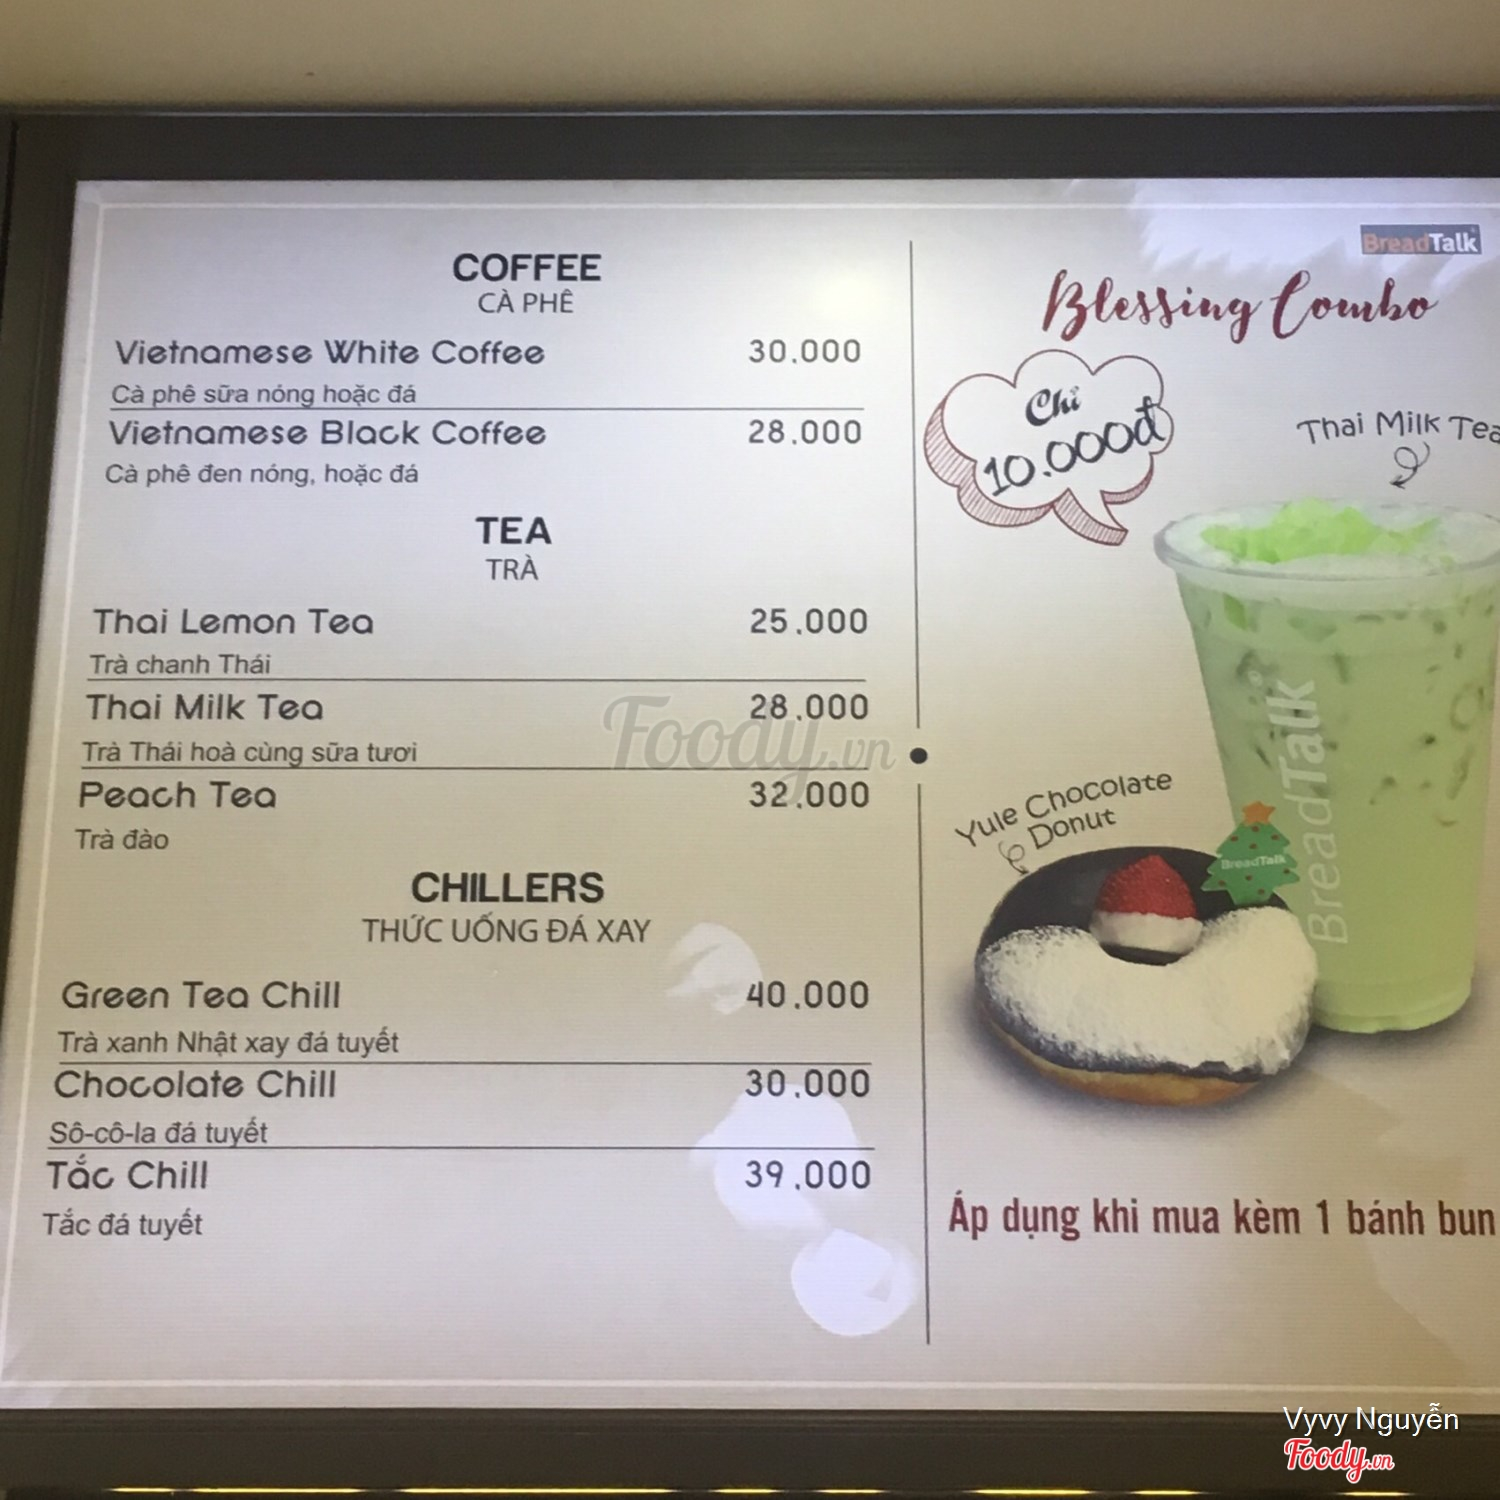 COFFEE
CÀ PHÊ
Vietnamese White Coffee 30.000
Cà phê sữa nóng hoặc đá
Vietnamese Black Coffee 28.000
Cà phê đen nóng, hoặc đá
TEA
TRÀ
Thai Lemon Tea 25.000
Trà chanh Thái
Thai Milk Tea 28.000
Trà Thái hoà cùng sữa tươi
Peach Tea 32.000
Trà đào
CHILLERS
THỨC UỐNG ĐÁ XAY
Green Tea Chill 40.000
Trà xanh Nhật xay đá tuyết
Chocolate Chill 30.000
Sô-cô-la đá tuyết
Tắc Chill 39.000
Tắc đá tuyết
BreadTalk
Blessing Combo
Chỉ
10.000đ
Thai Milk Tea
Yule Chocolate
Donut
BreadTalk
BreadTalk
Áp dụng khi mua kèm 1 bánh bun
Foody.vn
Vyvy Nguyễn
Foody.vn